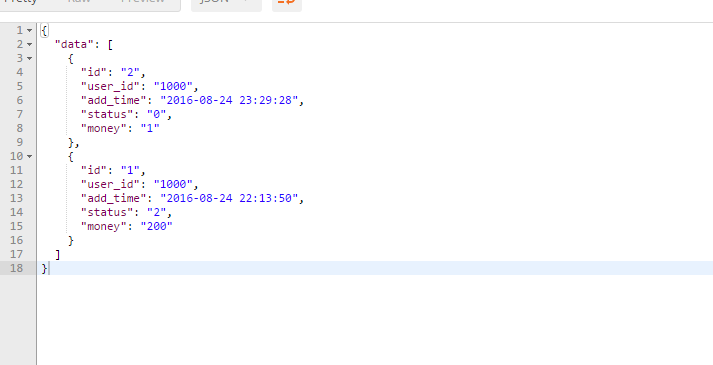 Pretty Raw Preview JSON
1 {
2 "data": [
3 {
4 "id": "2",
5 "user_id": "1000",
6 "add_time": "2016-08-24 23:29:28",
7 "status": "0",
8 "money": "1"
9 },
10 {
11 "id": "1",
12 "user_id": "1000",
13 "add_time": "2016-08-24 22:13:50",
14 "status": "2",
15 "money": "200"
16 }
17 ]
18 }